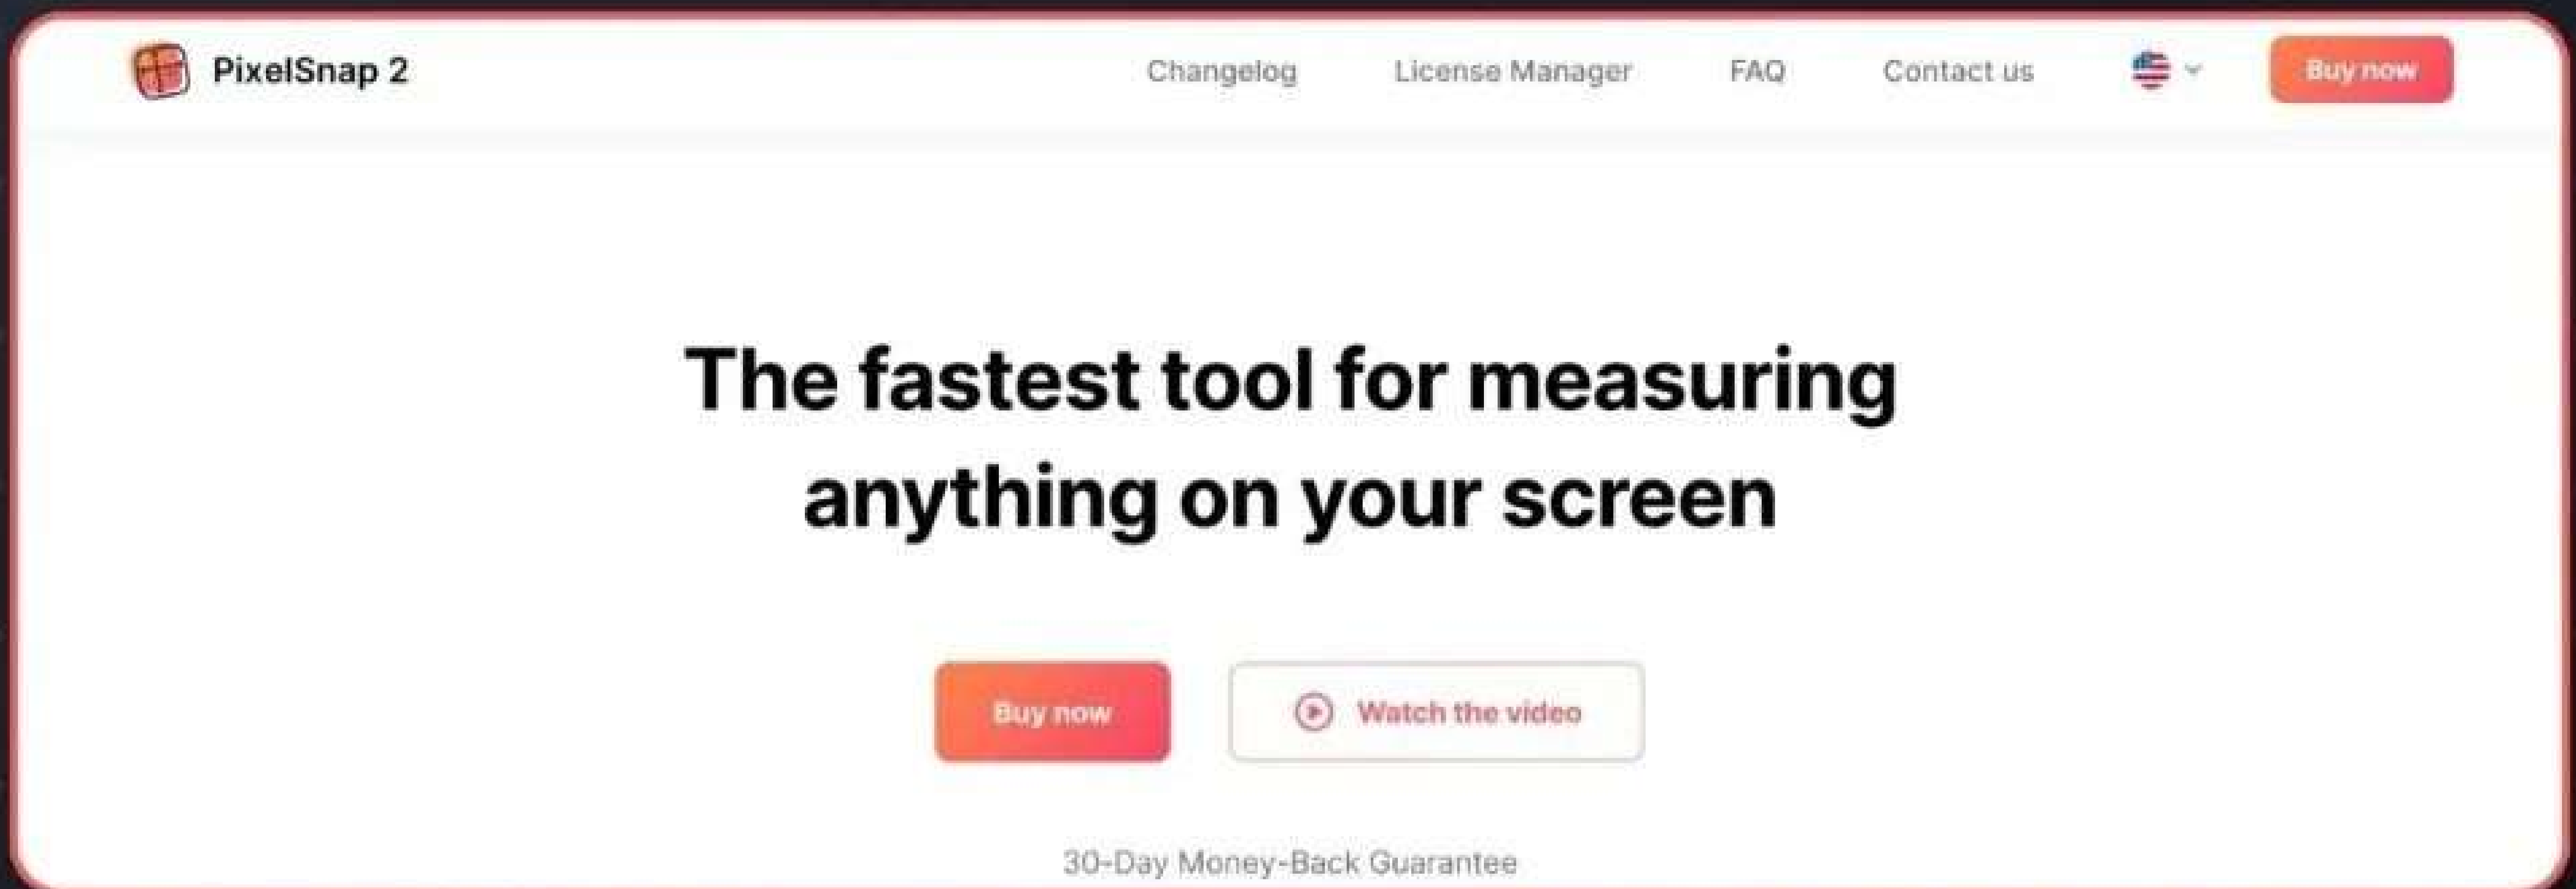 PixelSnap 2
Changelog
License Manager
FAQ
Contact us
Buy now
The fastest tool for measuring
anything on your screen
Buy now
Watch the video
30-Day Money-Back Guarantee